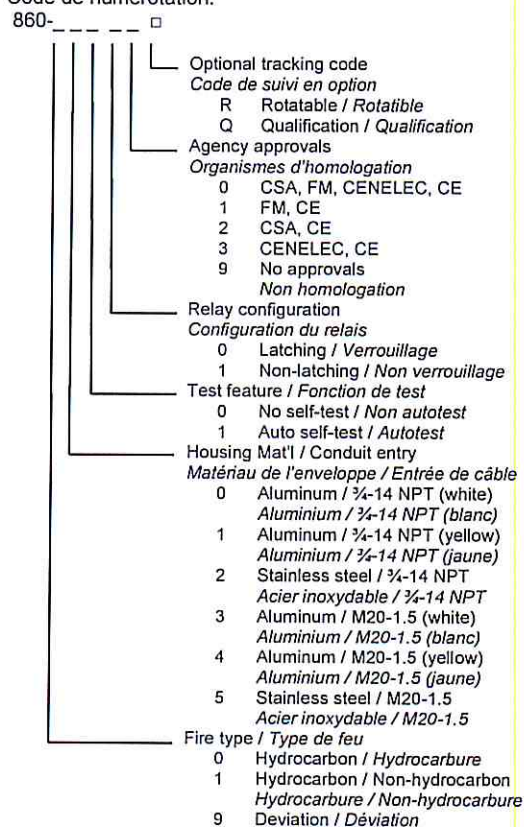 Code de numérotation:
860-_ _ _ _ _ □
Optional tracking code
Code de suivi en option
R Rotatable / Rotatible
Q Qualification / Qualification
Agency approvals
Organismes d'homologation
0 CSA, FM, CENELEC, CE
1 FM, CE
2 CSA, CE
3 CENELEC, CE
9 No approvals
Non homologation
Relay configuration
Configuration du relais
0 Latching / Verrouillage
1 Non-latching / Non verrouillage
Test feature / Fonction de test
0 No self-test / Non autotest
1 Auto self-test / Autotest
Housing Mat'l / Conduit entry
Matériau de l'enveloppe / Entrée de câble
0 Aluminum / ¾-14 NPT (white)
Aluminium / ¾-14 NPT (blanc)
1 Aluminum / ¾-14 NPT (yellow)
Aluminium / ¾-14 NPT (jaune)
2 Stainless steel / ¾-14 NPT
Acier inoxydable / ¾-14 NPT
3 Aluminum / M20-1.5 (white)
Aluminium / M20-1.5 (blanc)
4 Aluminum / M20-1.5 (yellow)
Aluminium / M20-1.5 (jaune)
5 Stainless steel / M20-1.5
Acier inoxydable / M20-1.5
Fire type / Type de feu
0 Hydrocarbon / Hydrocarbure
1 Hydrocarbon / Non-hydrocarbon
Hydrocarbure / Non-hydrocarbure
9 Deviation / Déviation